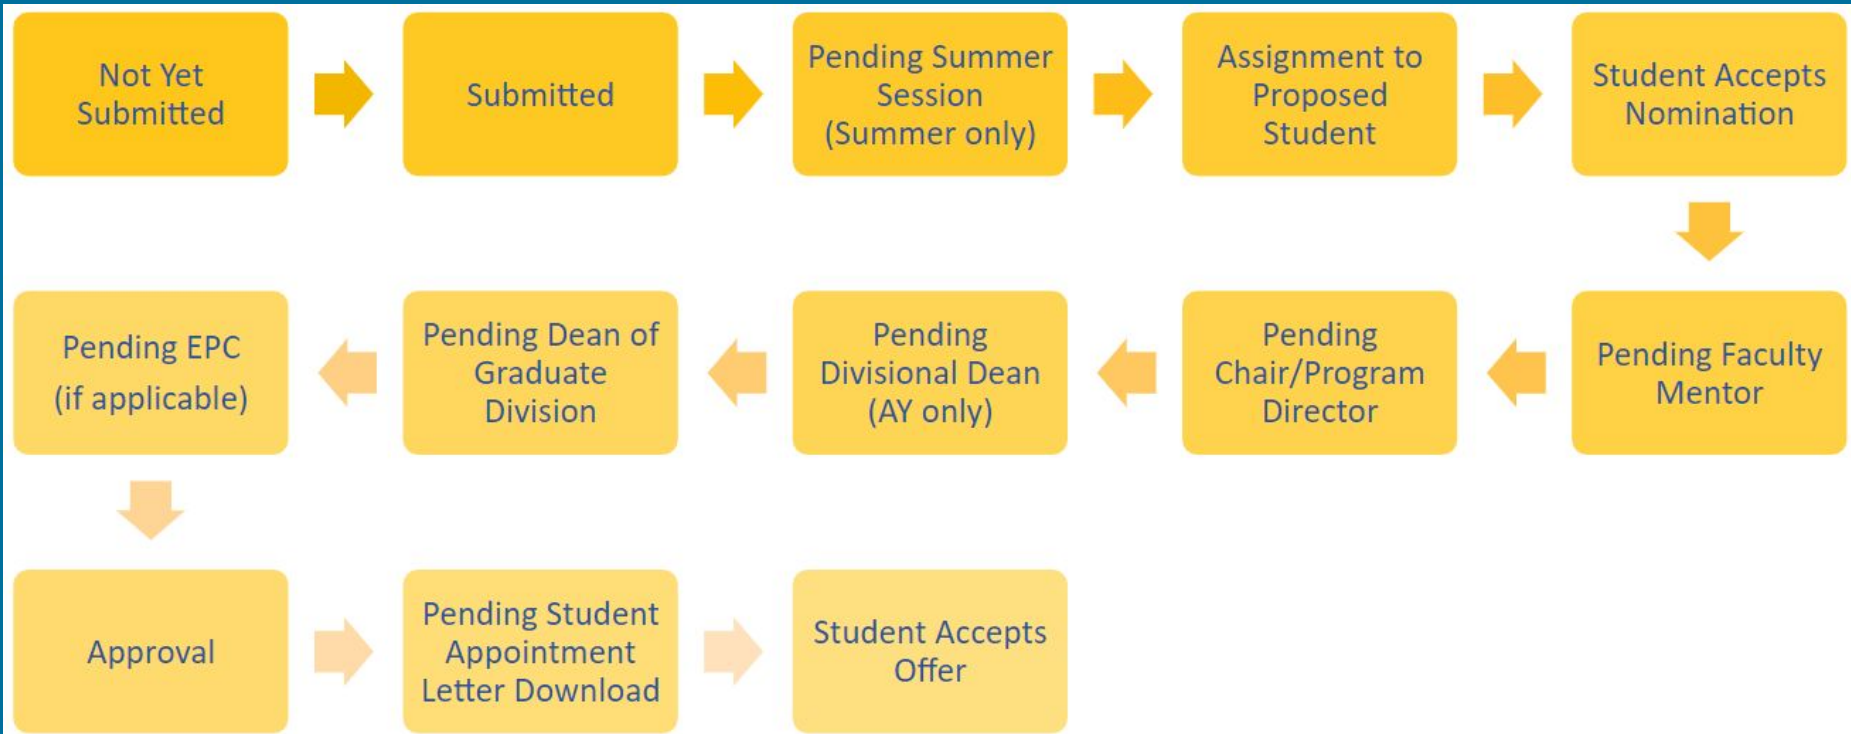 Not Yet
Submitted
Submitted
Pending Summer
Session
(Summer only)
Assignment to
Proposed
Student
Student Accepts
Nomination
Pending Faculty
Mentor
Pending
Chair/Program
Director
Pending
Divisional Dean
(AY only)
Pending Dean of
Graduate
Division
Pending EPC
(if applicable)
Approval
Pending Student
Appointment
Letter Download
Student Accepts
Offer